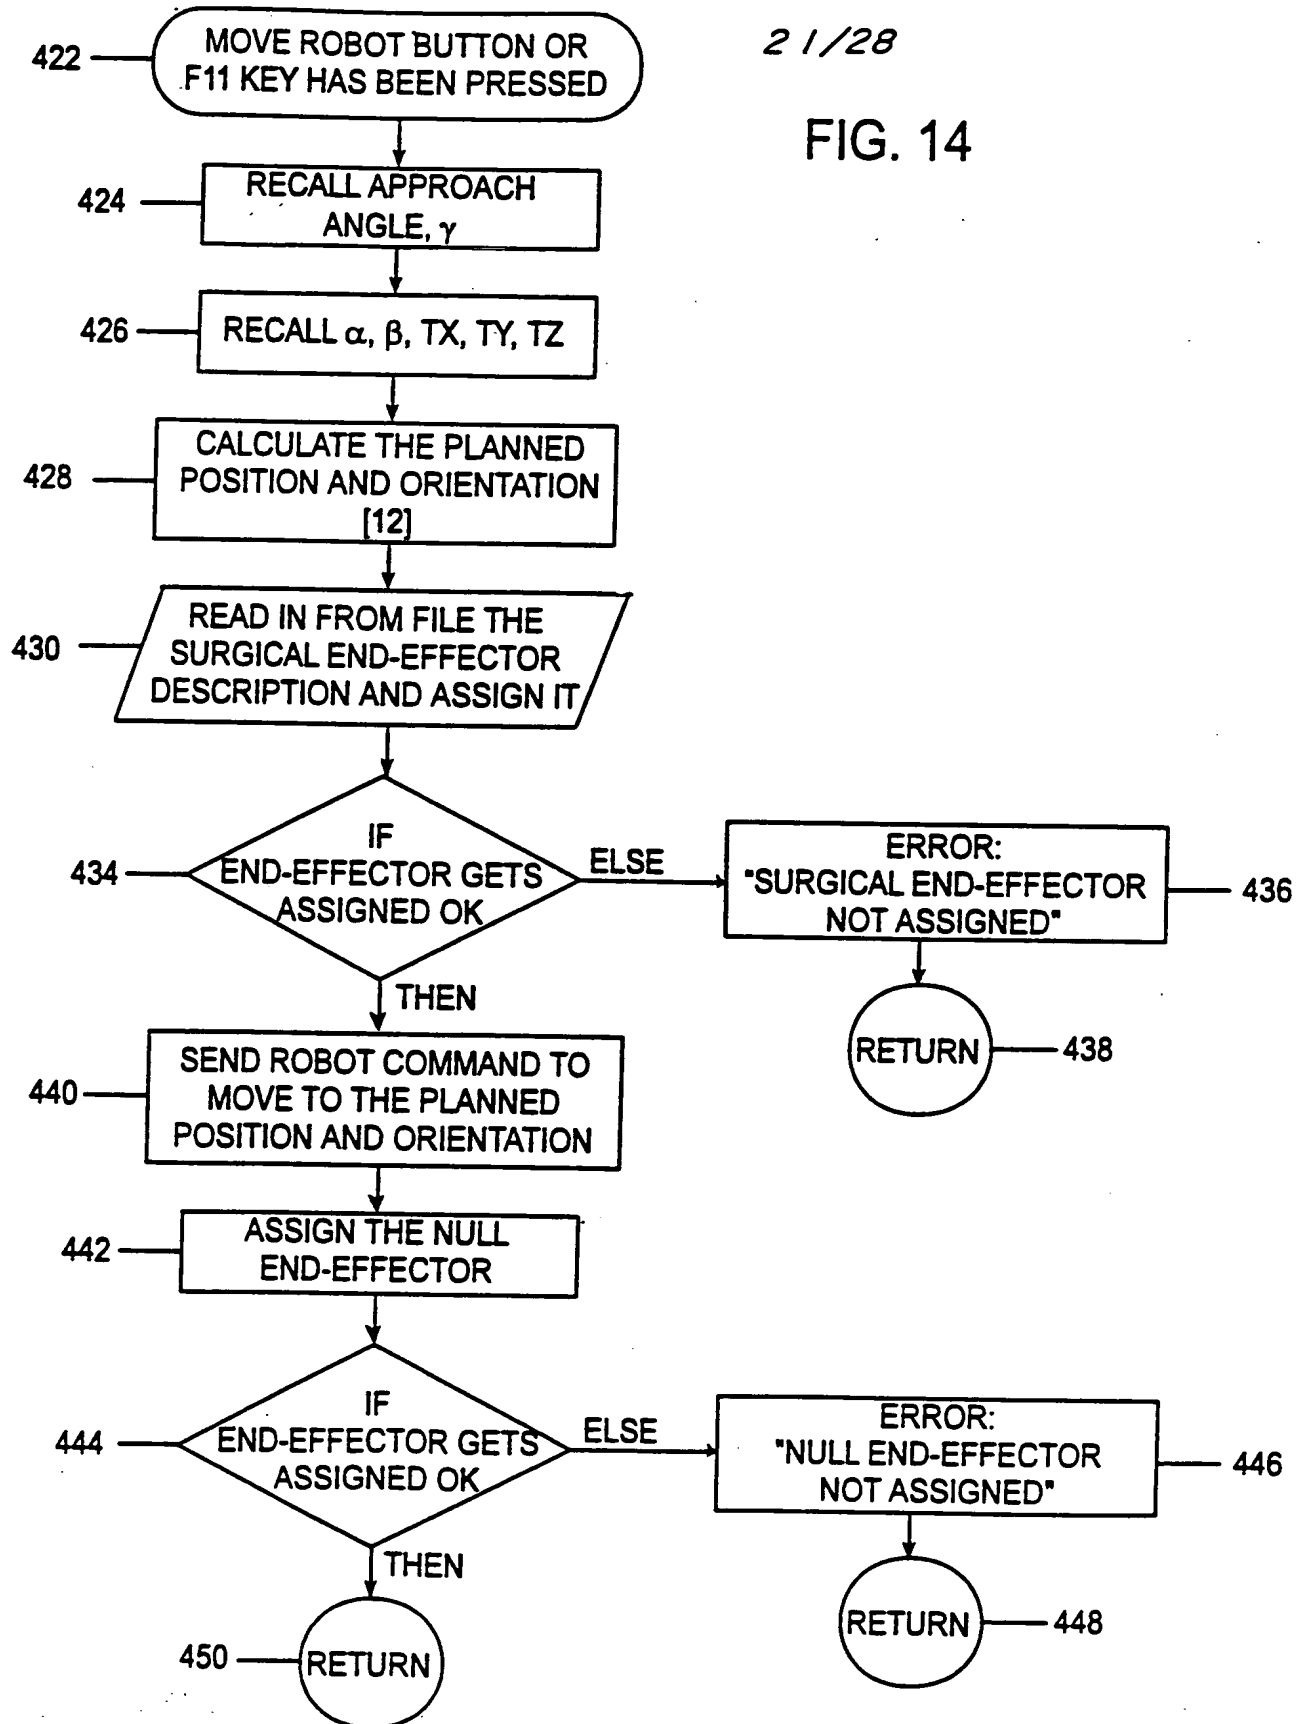 21/28
FIG. 14
422
MOVE ROBOT BUTTON OR
F11 KEY HAS BEEN PRESSED
424
RECALL APPROACH
ANGLE, γ
426
RECALL α, β, TX, TY, TZ
428
CALCULATE THE PLANNED
POSITION AND ORIENTATION
[12]
430
READ IN FROM FILE THE
SURGICAL END-EFFECTOR
DESCRIPTION AND ASSIGN IT
434
IF
END-EFFECTOR GETS
ASSIGNED OK
ELSE
ERROR:
"SURGICAL END-EFFECTOR
NOT ASSIGNED"
436
RETURN
438
THEN
440
SEND ROBOT COMMAND TO
MOVE TO THE PLANNED
POSITION AND ORIENTATION
442
ASSIGN THE NULL
END-EFFECTOR
444
IF
END-EFFECTOR GETS
ASSIGNED OK
ELSE
ERROR:
"NULL END-EFFECTOR
NOT ASSIGNED"
446
RETURN
448
THEN
450
RETURN